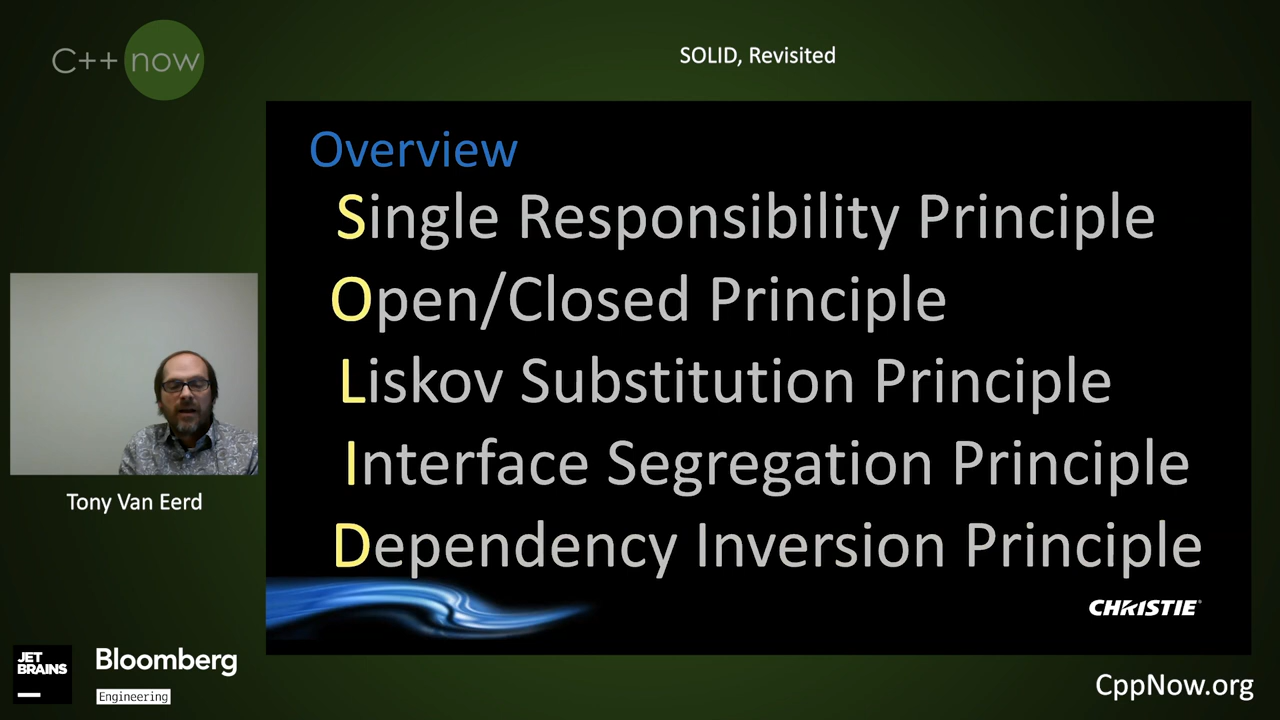 C++ now
SOLID, Revisited
Overview
Single Responsibility Principle
Open/Closed Principle
Liskov Substitution Principle
Interface Segregation Principle
Dependency Inversion Principle
CHRISTIE®
Tony Van Eerd
JET
BRAINS
Bloomberg
Engineering
CppNow.org